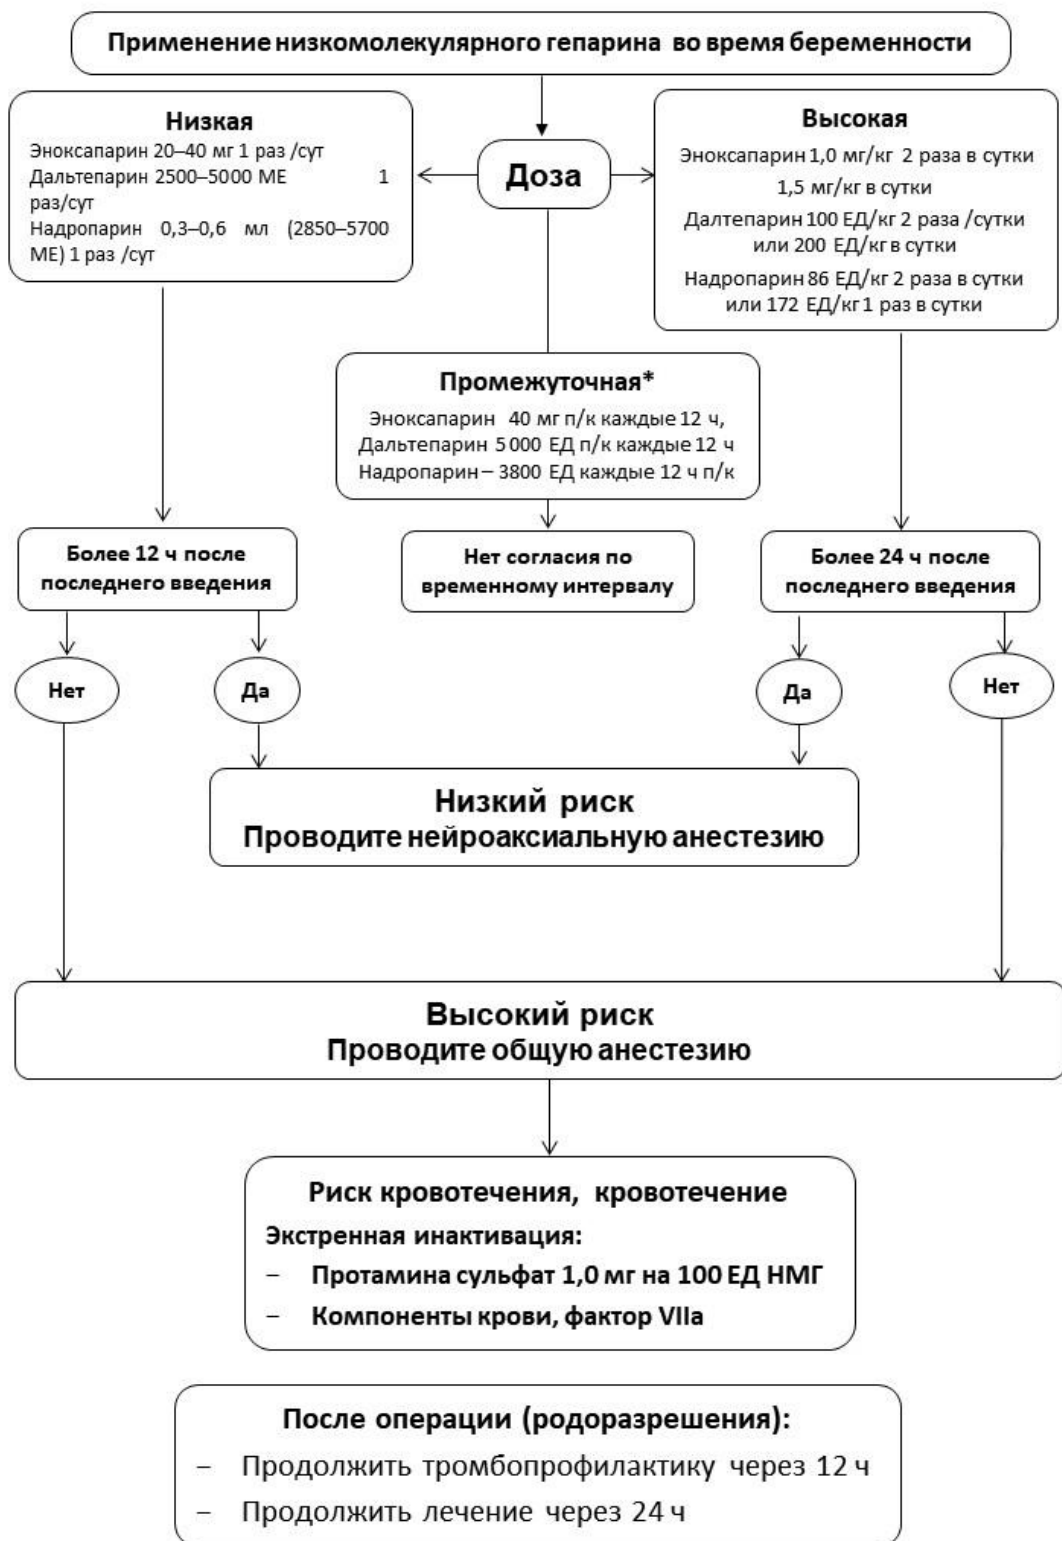 Применение низкомолекулярного гепарина во время беременности
Низкая
Эноксапарин 20–40 мг 1 раз /сут
Дальтепарин 2500–5000 МЕ 1
раз/сут
Надропарин 0,3–0,6 мл (2850–5700
МЕ) 1 раз /сут
Доза
Высокая
Эноксапарин 1,0 мг/kг 2 раза в сутки
1,5 мг/kг в сутки
Далтепарин 100 ЕД/kг 2 раза /сутки
или 200 ЕД/kг в сутки
Надропарин 86 ЕД/kг 2 раза в сутки
или 172 ЕД/kг 1 раз в сутки
Промежуточная*
Эноксапарин 40 мг п/к каждые 12 ч,
Дальтепарин 5 000 ЕД п/к каждые 12 ч
Надропарин – 3800 ЕД каждые 12 ч п/к
Более 12 ч после
последнего введения
Нет согласия по
временному интервалу
Более 24 ч после
последнего введения
Нет
Да
Да
Нет
Низкий риск
Проводите нейроаксиальную анестезию
Высокий риск
Проводите общую анестезию
Риск кровотечения, кровотечение
Экстренная инактивация:
– Протамина сульфат 1,0 мг на 100 ЕД НМГ
– Компоненты крови, фактор VIIa
После операции (родоразрешения):
– Продолжить тромбопрофилактику через 12 ч
– Продолжить лечение через 24 ч